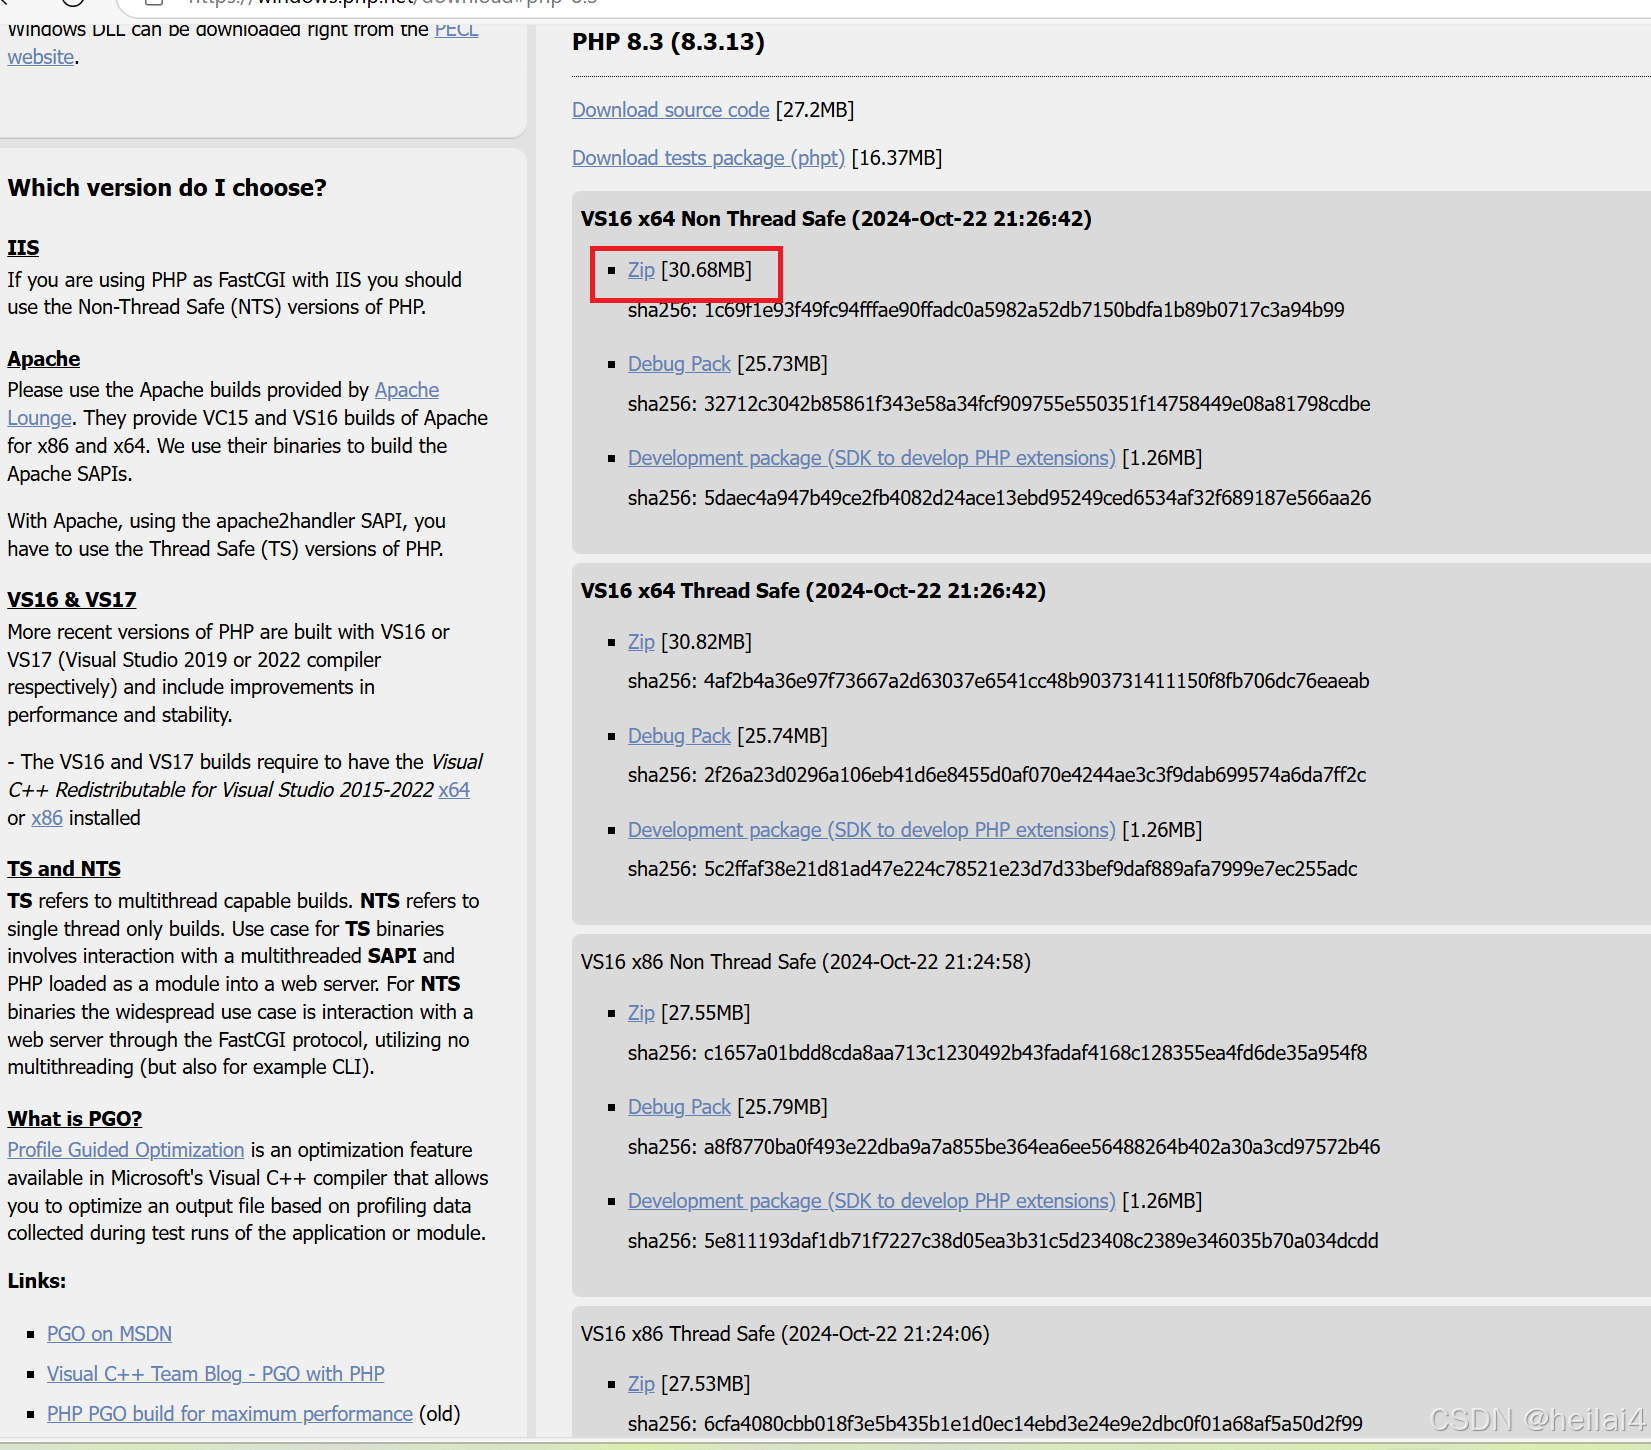 https://windows.php.net/download#php-8.3
Windows DLL can be downloaded right from the PECL
website.
Which version do I choose?
IIS
If you are using PHP as FastCGI with IIS you should
use the Non-Thread Safe (NTS) versions of PHP.
Apache
Please use the Apache builds provided by Apache
Lounge. They provide VC15 and VS16 builds of Apache
for x86 and x64. We use their binaries to build the
Apache SAPIs.
With Apache, using the apache2handler SAPI, you
have to use the Thread Safe (TS) versions of PHP.
VS16 & VS17
More recent versions of PHP are built with VS16 or
VS17 (Visual Studio 2019 or 2022 compiler
respectively) and include improvements in
performance and stability.
- The VS16 and VS17 builds require to have the Visual
C++ Redistributable for Visual Studio 2015-2022 x64
or x86 installed
TS and NTS
TS refers to multithread capable builds. NTS refers to
single thread only builds. Use case for TS binaries
involves interaction with a multithreaded SAPI and
PHP loaded as a module into a web server. For NTS
binaries the widespread use case is interaction with a
web server through the FastCGI protocol, utilizing no
multithreading (but also for example CLI).
What is PGO?
Profile Guided Optimization is an optimization feature
available in Microsoft's Visual C++ compiler that allows
you to optimize an output file based on profiling data
collected during test runs of the application or module.
Links:
PGO on MSDN
Visual C++ Team Blog - PGO with PHP
PHP PGO build for maximum performance (old)
PHP 8.3 (8.3.13)
Download source code [27.2MB]
Download tests package (phpt) [16.37MB]
VS16 x64 Non Thread Safe (2024-Oct-22 21:26:42)
Zip [30.68MB]
sha256: 1c69f1e93f49fc94fffae90ffadc0a5982a52db7150bdfa1b89b0717c3a94b99
Debug Pack [25.73MB]
sha256: 32712c3042b85861f343e58a34fcf909755e550351f14758449e08a81798cdbe
Development package (SDK to develop PHP extensions) [1.26MB]
sha256: 5daec4a947b49ce2fb4082d24ace13ebd95249ced6534af32f689187e566aa26
VS16 x64 Thread Safe (2024-Oct-22 21:26:42)
Zip [30.82MB]
sha256: 4af2b4a36e97f73667a2d63037e6541cc48b903731411150f8fb706dc76eaeab
Debug Pack [25.74MB]
sha256: 2f26a23d0296a106eb41d6e8455d0af070e4244ae3c3f9dab699574a6da7ff2c
Development package (SDK to develop PHP extensions) [1.26MB]
sha256: 5c2ffaf38e21d81ad47e224c78521e23d7d33bef9daf889afa7999e7ec255adc
VS16 x86 Non Thread Safe (2024-Oct-22 21:24:58)
Zip [27.55MB]
sha256: c1657a01bdd8cda8aa713c1230492b43fadaf4168c128355ea4fd6de35a954f8
Debug Pack [25.79MB]
sha256: a8f8770ba0f493e22dba9a7a855be364ea6ee56488264b402a30a3cd97572b46
Development package (SDK to develop PHP extensions) [1.26MB]
sha256: 5e811193daf1db71f7227c38d05ea3b31c5d23408c2389e346035b70a034dcdd
VS16 x86 Thread Safe (2024-Oct-22 21:24:06)
Zip [27.53MB]
sha256: 6cfa4080cbb018f3e5b435b1e1d0ec14ebd3e24e9e2dbc0f01a68af5a50d2f99
CSDN @heilai4